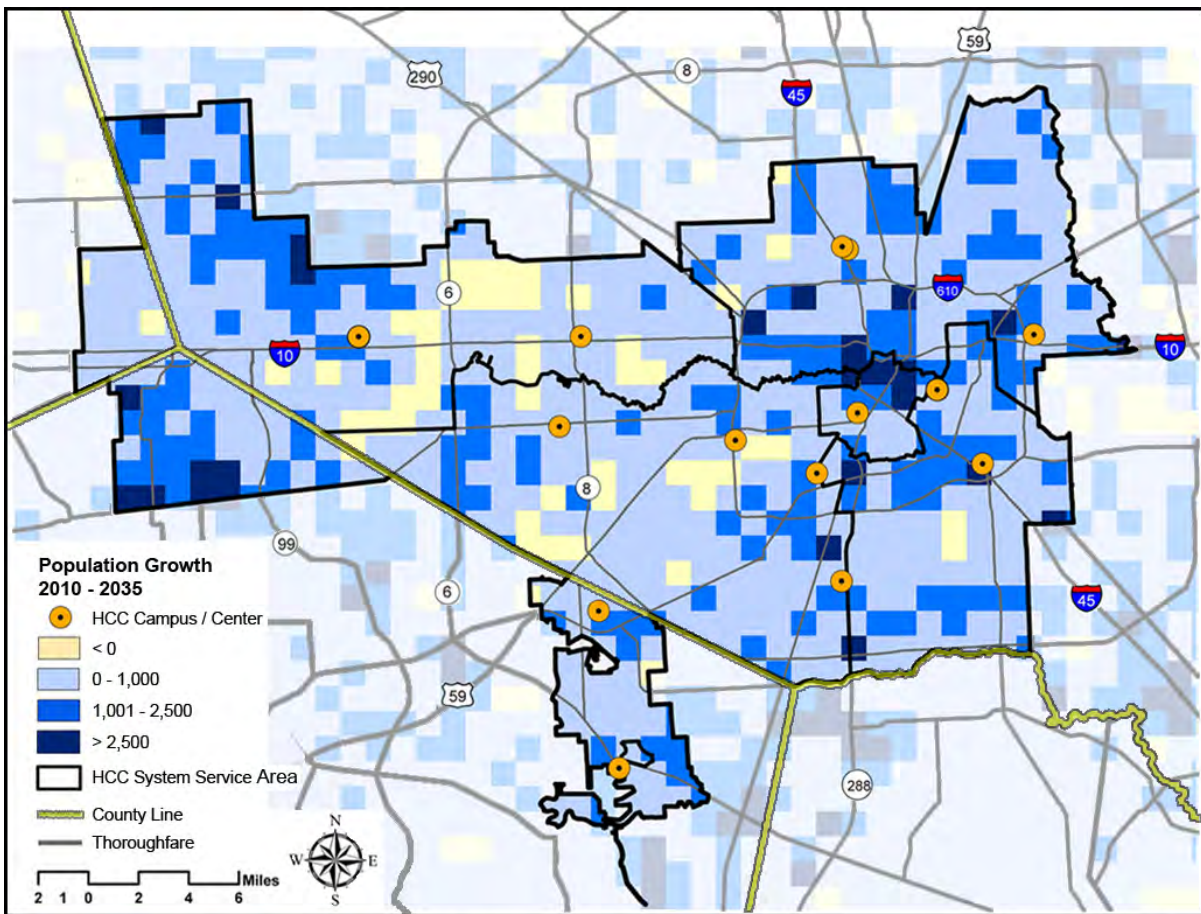 59
290
8
45
6
610
10
10
8
99
6
45
59
288
Population Growth
2010 - 2035
HCC Campus / Center
< 0
0 - 1,000
1,001 - 2,500
> 2,500
HCC System Service Area
County Line
Thoroughfare
N
W E
S
2 1 0 2 4 6 Miles